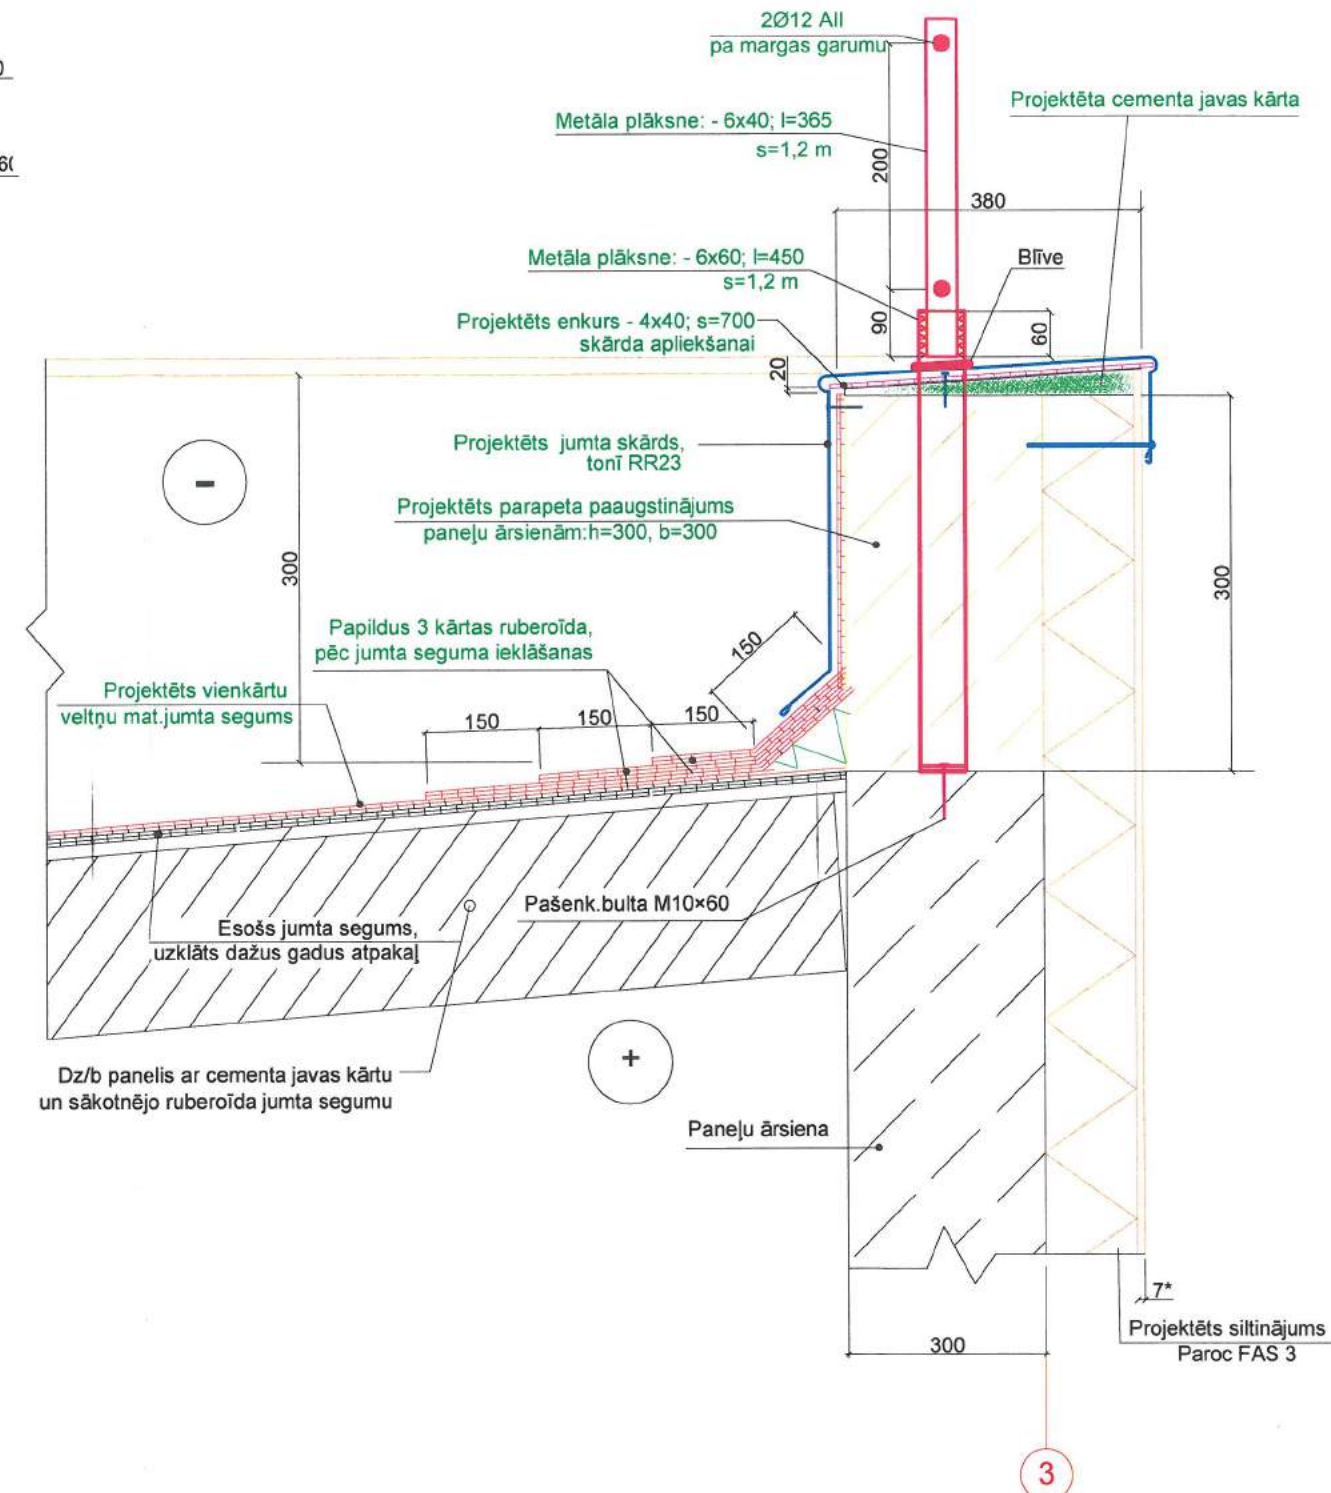 2Ø12 AII
pa margas garumu
Projektēta cementa javas kārta
Metāla plāksne: - 6x40; l=365
s=1,2 m
200
380
Metāla plāksne: - 6x60; l=450
s=1,2 m
Blīve
Projektēts enkurs - 4x40; s=700
skārda apliekšanai
90
60
20
Projektēts jumta skārds,
tonī RR23
-
Projektēts parapeta paaugstinājums
paneļu ārsienām:h=300, b=300
300
300
Papildus 3 kārtas ruberoīda,
pēc jumta seguma ieklāšanas
150
Projektēts vienkārtu
veltņu mat.jumta segums
150
150
150
Pašenk.bulta M10×60
Esošs jumta segums,
uzklāts dažus gadus atpakaļ
+
Dz/b panelis ar cementa javas kārtu
un sākotnējo ruberoīda jumta segumu
Paneļu ārsiena
7*
Projektēts siltinājums
Paroc FAS 3
300
3